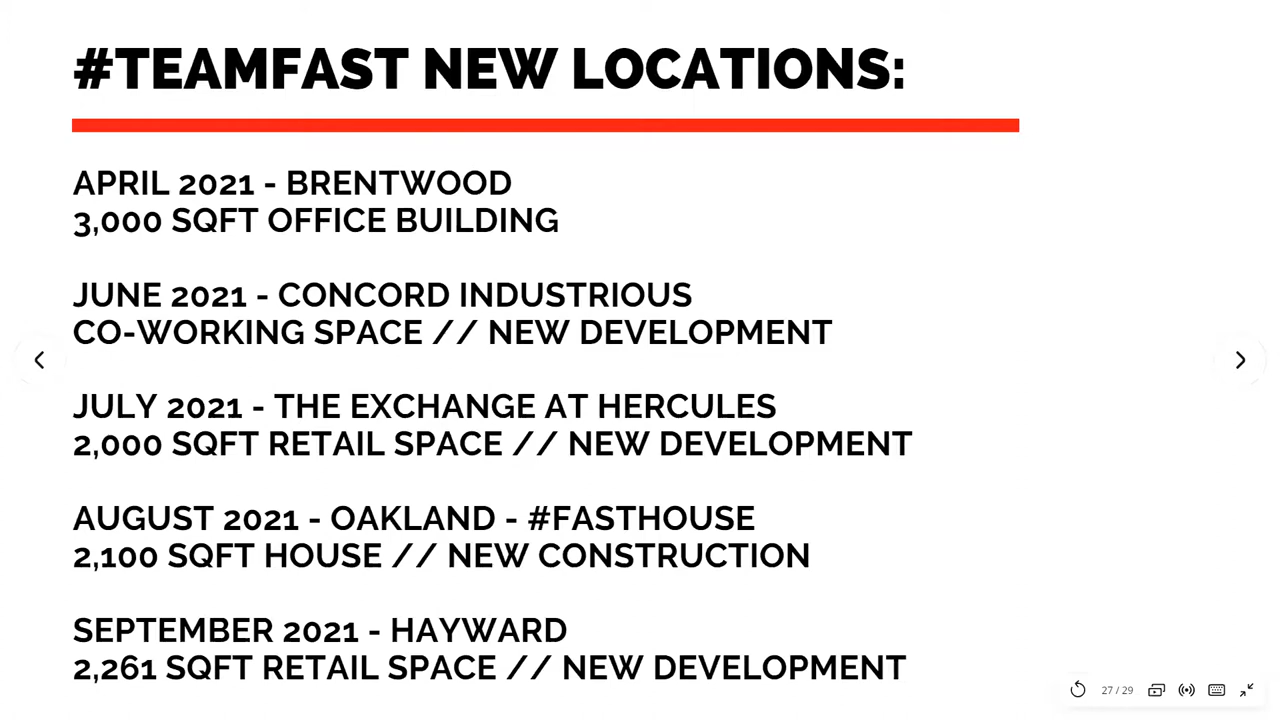 #TEAMFAST NEW LOCATIONS:
APRIL 2021 - BRENTWOOD
3,000 SQFT OFFICE BUILDING
JUNE 2021 - CONCORD INDUSTRIOUS
CO-WORKING SPACE // NEW DEVELOPMENT
JULY 2021 - THE EXCHANGE AT HERCULES
2,000 SQFT RETAIL SPACE // NEW DEVELOPMENT
AUGUST 2021 - OAKLAND - #FASTHOUSE
2,100 SQFT HOUSE // NEW CONSTRUCTION
SEPTEMBER 2021 - HAYWARD
2,261 SQFT RETAIL SPACE // NEW DEVELOPMENT
27 / 29